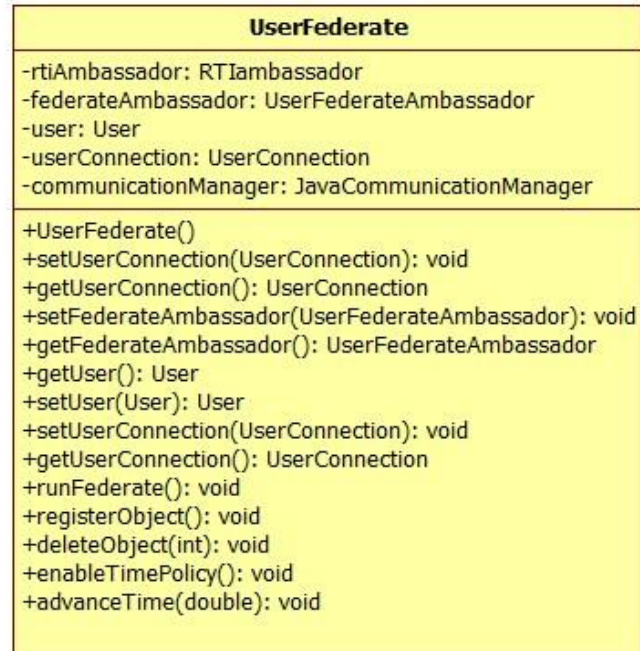 UserFederate
-rtiAmbassador: RTIambassador
-federateAmbassador: UserFederateAmbassador
-user: User
-userConnection: UserConnection
-communicationManager: JavaCommunicationManager
+UserFederate()
+setUserConnection(UserConnection): void
+getUserConnection(): UserConnection
+setFederateAmbassador(UserFederateAmbassador): void
+getFederateAmbassador(): UserFederateAmbassador
+getUser(): User
+setUser(User): User
+setUserConnection(UserConnection): void
+getUserConnection(): UserConnection
+runFederate(): void
+registerObject(): void
+deleteObject(int): void
+enableTimePolicy(): void
+advanceTime(double): void